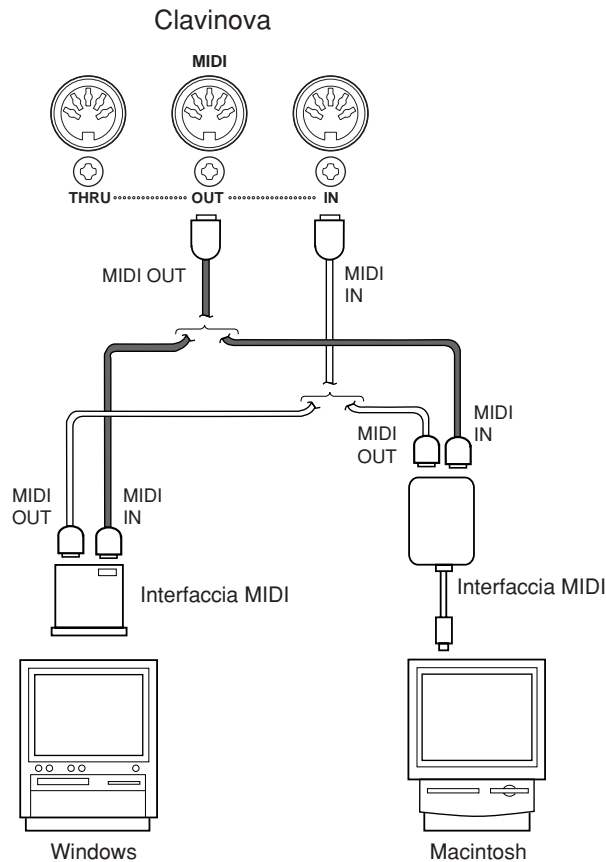 Clavinova
MIDI
THRU OUT IN
MIDI OUT
MIDI
IN
MIDI
OUT
MIDI
IN
MIDI
OUT
MIDI
IN
Interfaccia MIDI
Interfaccia MIDI
Windows
Macintosh